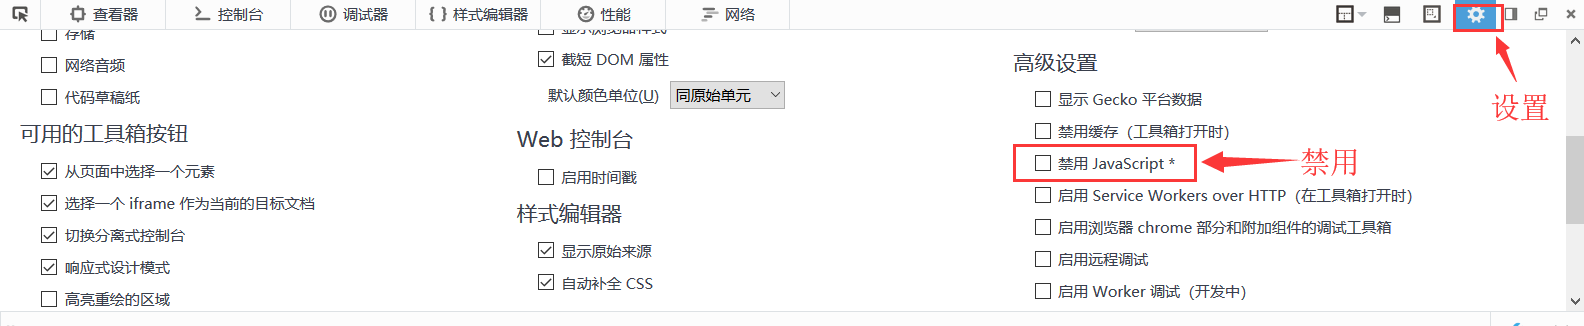 查看器 控制台 调试器 { } 样式编辑器 性能 网络
存储
网络音频
代码草稿纸
可用的工具箱按钮
从页面中选择一个元素
选择一个 iframe 作为当前的目标文档
切换分离式控制台
响应式设计模式
高亮重绘的区域
显示浏览器样式
截短 DOM 属性
默认颜色单位(U) 同原始单元
Web 控制台
启用时间戳
样式编辑器
显示原始来源
自动补全 CSS
高级设置
显示 Gecko 平台数据
禁用缓存（工具箱打开时）
禁用 JavaScript *
启用 Service Workers over HTTP（在工具箱打开时）
启用浏览器 chrome 部分和附加组件的调试工具箱
启用远程调试
启用 Worker 调试（开发中）
设置
禁用